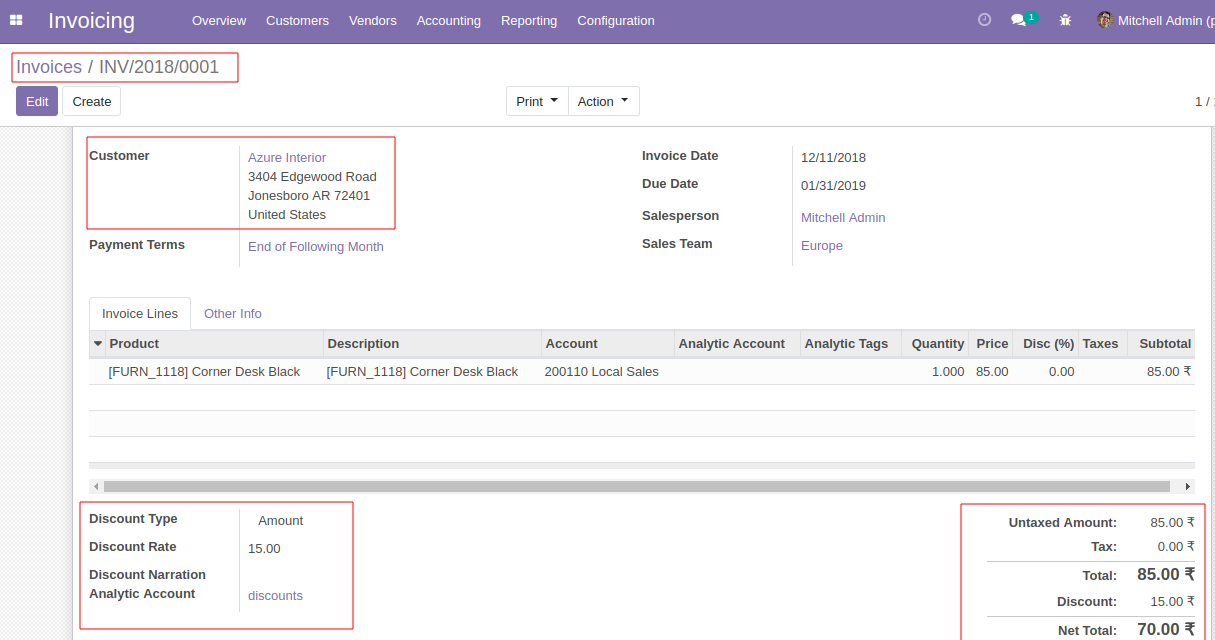 Invoicing Overview Customers Vendors Accounting Reporting Configuration 1 Mitchell Admin (p
Invoices / INV/2018/0001
Edit Create Print Action 1 /
Customer Azure Interior Invoice Date 12/11/2018
3404 Edgewood Road
Jonesboro AR 72401 Due Date 01/31/2019
United States Salesperson Mitchell Admin
Payment Terms End of Following Month Sales Team Europe
Invoice Lines Other Info
Product Description Account Analytic Account Analytic Tags Quantity Price Disc (%) Taxes Subtotal
[FURN_1118] Corner Desk Black [FURN_1118] Corner Desk Black 200110 Local Sales 1.000 85.00 0.00 85.00 ₹
Discount Type Amount Untaxed Amount: 85.00 ₹
Discount Rate 15.00 Tax: 0.00 ₹
Discount Narration Total: 85.00 ₹
Analytic Account discounts Discount: 15.00 ₹
Net Total: 70.00 ₹